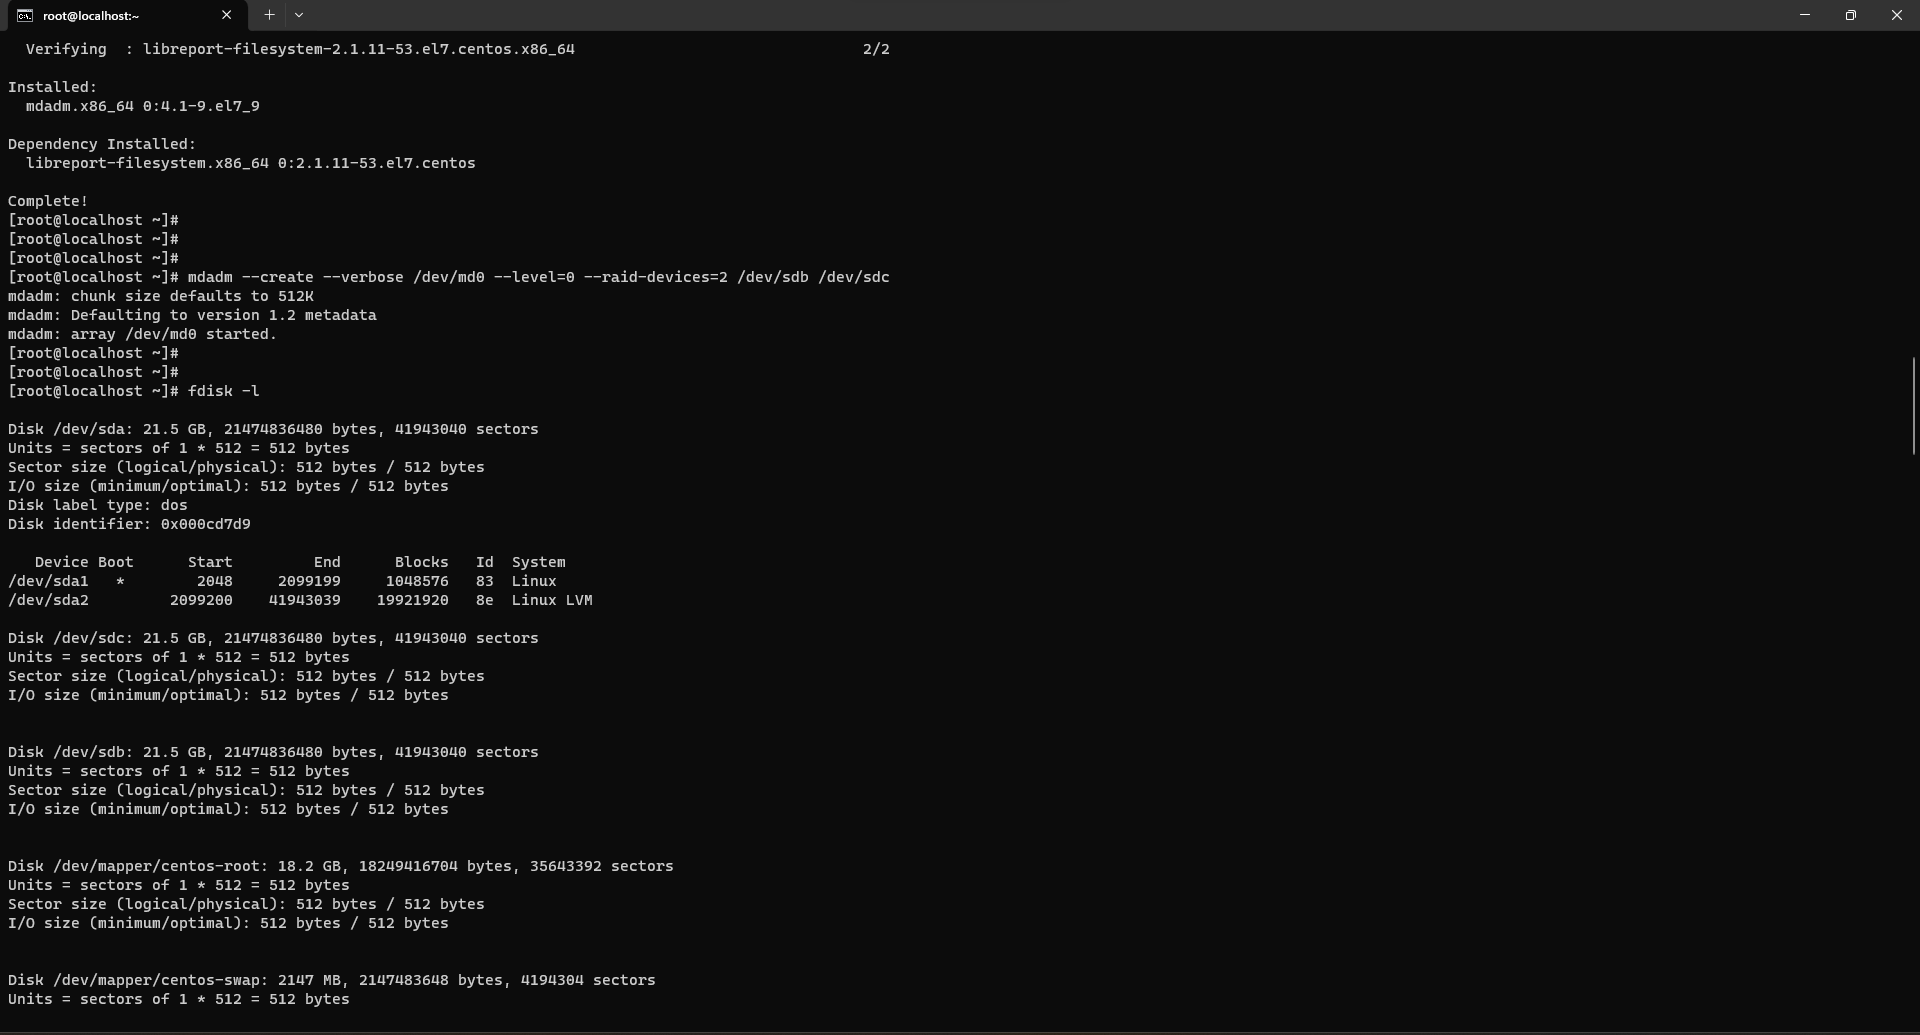 root@localhost:~
Verifying  : libreport-filesystem-2.1.11-53.el7.centos.x86_64                                2/2
Installed:
  mdadm.x86_64 0:4.1-9.el7_9
Dependency Installed:
  libreport-filesystem.x86_64 0:2.1.11-53.el7.centos
Complete!
[root@localhost ~]#
[root@localhost ~]#
[root@localhost ~]#
[root@localhost ~]# mdadm --create --verbose /dev/md0 --level=0 --raid-devices=2 /dev/sdb /dev/sdc
mdadm: chunk size defaults to 512K
mdadm: Defaulting to version 1.2 metadata
mdadm: array /dev/md0 started.
[root@localhost ~]#
[root@localhost ~]#
[root@localhost ~]# fdisk -l
Disk /dev/sda: 21.5 GB, 21474836480 bytes, 41943040 sectors
Units = sectors of 1 * 512 = 512 bytes
Sector size (logical/physical): 512 bytes / 512 bytes
I/O size (minimum/optimal): 512 bytes / 512 bytes
Disk label type: dos
Disk identifier: 0x000cd7d9
   Device Boot      Start         End      Blocks   Id  System
/dev/sda1   *        2048     2099199     1048576   83  Linux
/dev/sda2         2099200    41943039    19921920   8e  Linux LVM
Disk /dev/sdc: 21.5 GB, 21474836480 bytes, 41943040 sectors
Units = sectors of 1 * 512 = 512 bytes
Sector size (logical/physical): 512 bytes / 512 bytes
I/O size (minimum/optimal): 512 bytes / 512 bytes
Disk /dev/sdb: 21.5 GB, 21474836480 bytes, 41943040 sectors
Units = sectors of 1 * 512 = 512 bytes
Sector size (logical/physical): 512 bytes / 512 bytes
I/O size (minimum/optimal): 512 bytes / 512 bytes
Disk /dev/mapper/centos-root: 18.2 GB, 18249416704 bytes, 35643392 sectors
Units = sectors of 1 * 512 = 512 bytes
Sector size (logical/physical): 512 bytes / 512 bytes
I/O size (minimum/optimal): 512 bytes / 512 bytes
Disk /dev/mapper/centos-swap: 2147 MB, 2147483648 bytes, 4194304 sectors
Units = sectors of 1 * 512 = 512 bytes